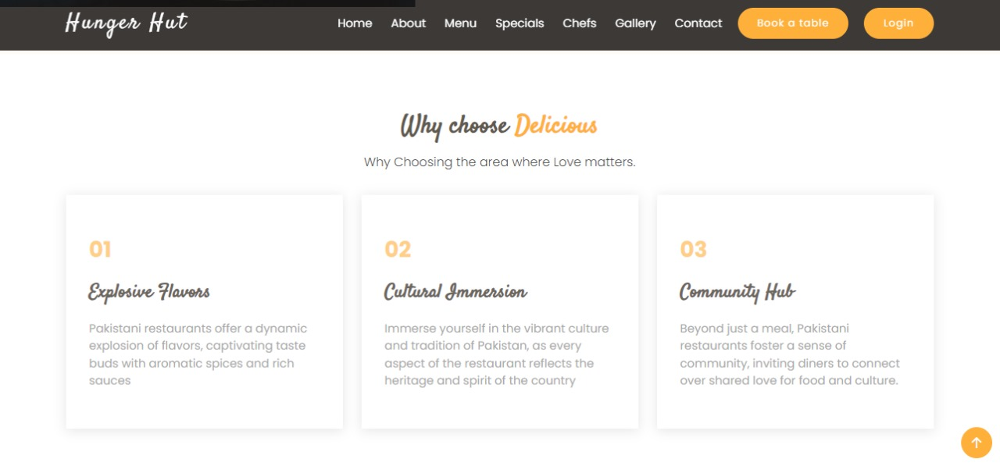 Hunger Hut
Home About Menu Specials Chefs Gallery Contact Book a table Login
Why choose Delicious
Why Choosing the area where Love matters.
01
Explosive Flavors
Pakistani restaurants offer a dynamic
explosion of flavors, captivating taste
buds with aromatic spices and rich
sauces
02
Cultural Immersion
Immerse yourself in the vibrant culture
and tradition of Pakistan, as every
aspect of the restaurant reflects the
heritage and spirit of the country
03
Community Hub
Beyond just a meal, Pakistani
restaurants foster a sense of
community, inviting diners to connect
over shared love for food and culture.